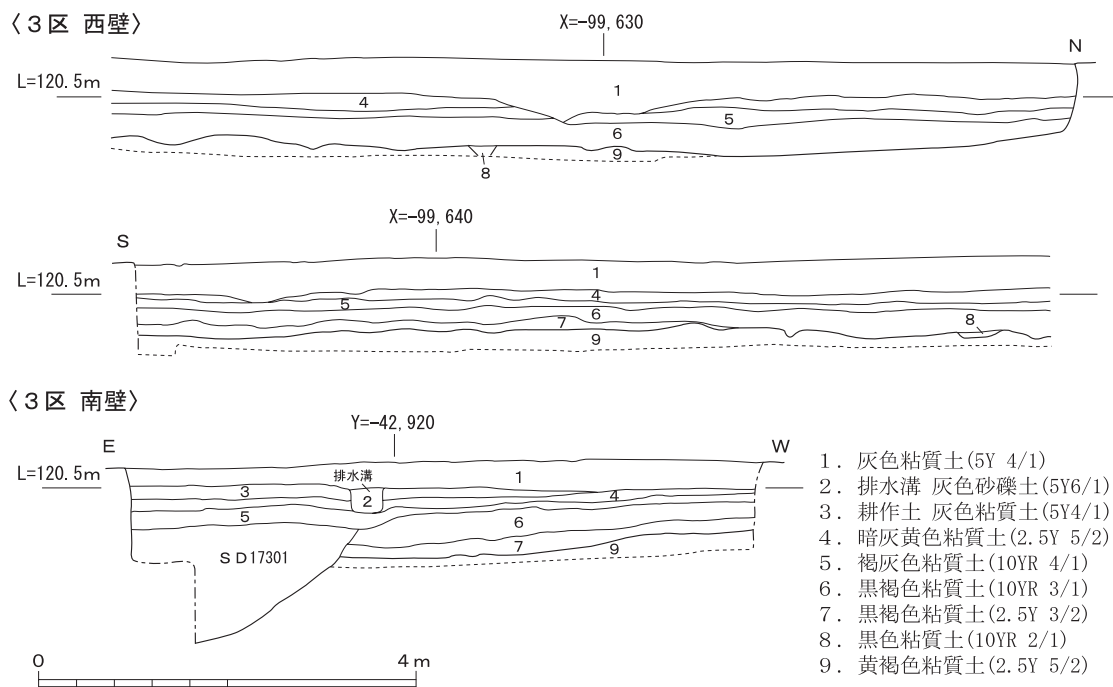 〈３区 西壁〉
X=-99,630
N
L=120.5m
1
4
5
6
9
8
X=-99,640
S
L=120.5m
1
4
5
6
7
8
9
〈３区 南壁〉
Y=-42,920
E
W
L=120.5m
排水溝
1
3
2
4
5
6
7
9
ＳＤ17301
0
4 m
1. 灰色粘質土(5Y 4/1)
2. 排水溝 灰色砂礫土(5Y6/1)
3. 耕作土 灰色粘質土(5Y4/1)
4. 暗灰黄色粘質土(2.5Y 5/2)
5. 褐灰色粘質土(10YR 4/1)
6. 黒褐色粘質土(10YR 3/1)
7. 黒褐色粘質土(2.5Y 3/2)
8. 黒色粘質土(10YR 2/1)
9. 黄褐色粘質土(2.5Y 5/2)